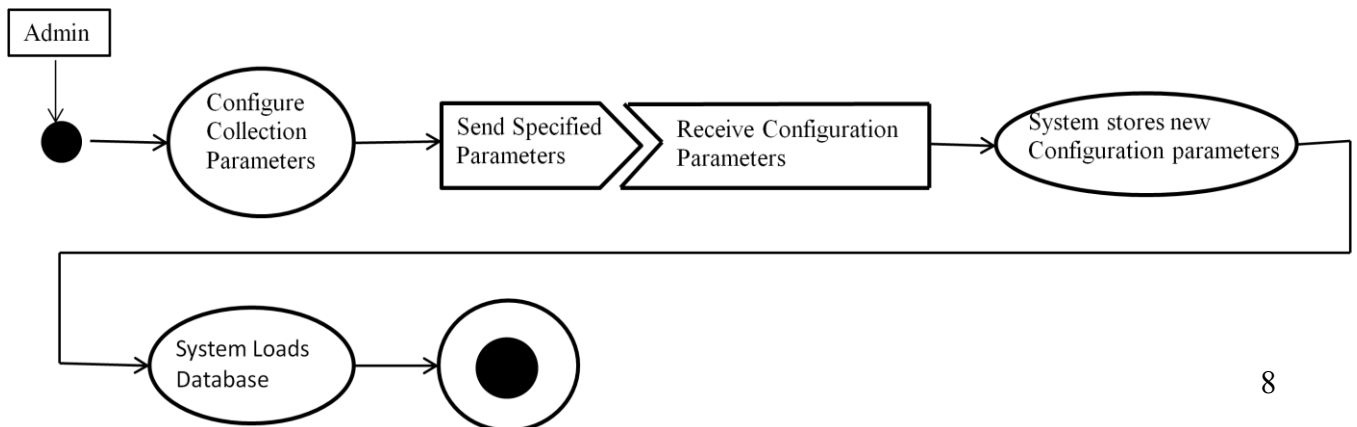 Admin
Configure
Collection
Parameters
Send Specified
Parameters
Receive Configuration
Parameters
System stores new
Configuration parameters
System Loads
Database
8